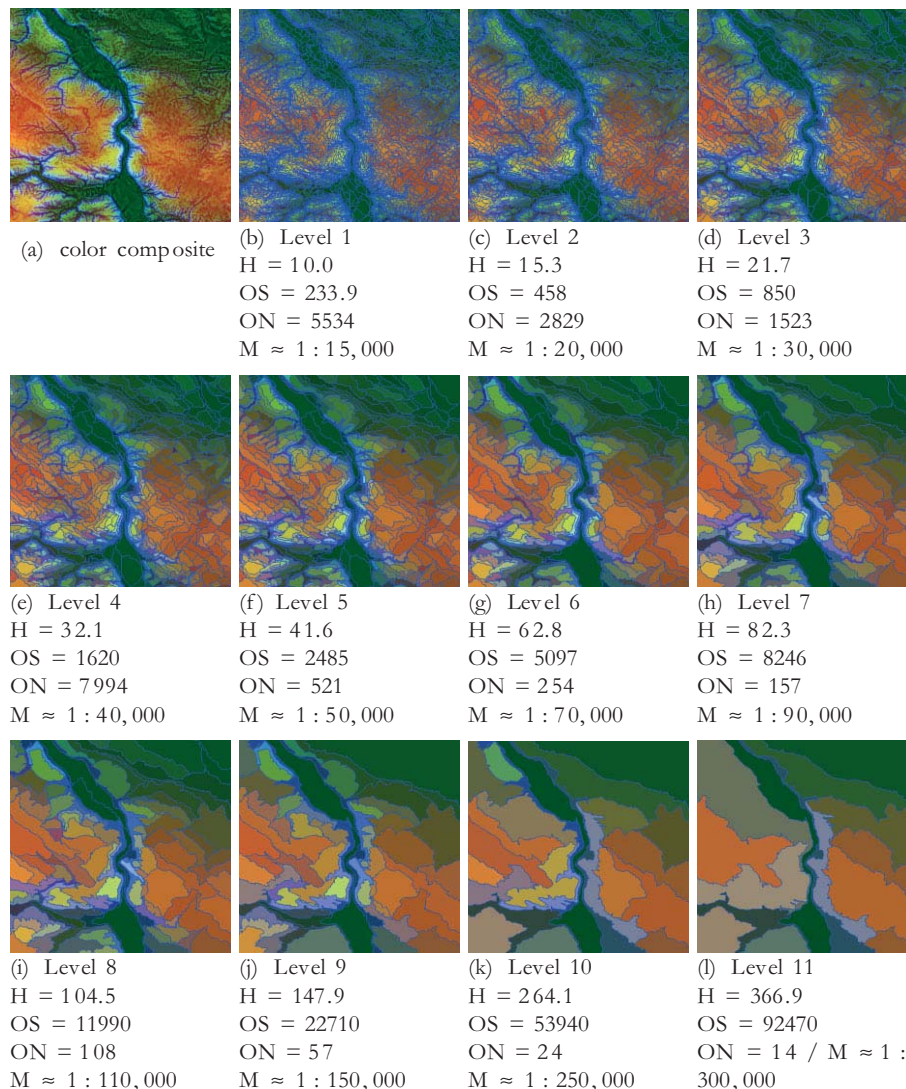 (a) color composite
(b) Level 1
H = 10.0
OS = 233.9
ON = 5534
M ≈ 1 : 15,000
(c) Level 2
H = 15.3
OS = 458
ON = 2829
M ≈ 1 : 20,000
(d) Level 3
H = 21.7
OS = 850
ON = 1523
M ≈ 1 : 30,000
(e) Level 4
H = 32.1
OS = 1620
ON = 7994
M ≈ 1 : 40,000
(f) Level 5
H = 41.6
OS = 2485
ON = 521
M ≈ 1 : 50,000
(g) Level 6
H = 62.8
OS = 5097
ON = 254
M ≈ 1 : 70,000
(h) Level 7
H = 82.3
OS = 8246
ON = 157
M ≈ 1 : 90,000
(i) Level 8
H = 104.5
OS = 11990
ON = 108
M ≈ 1 : 110,000
(j) Level 9
H = 147.9
OS = 22710
ON = 57
M ≈ 1 : 150,000
(k) Level 10
H = 264.1
OS = 53940
ON = 24
M ≈ 1 : 250,000
(l) Level 11
H = 366.9
OS = 92470
ON = 14 / M ≈ 1 :
300,000